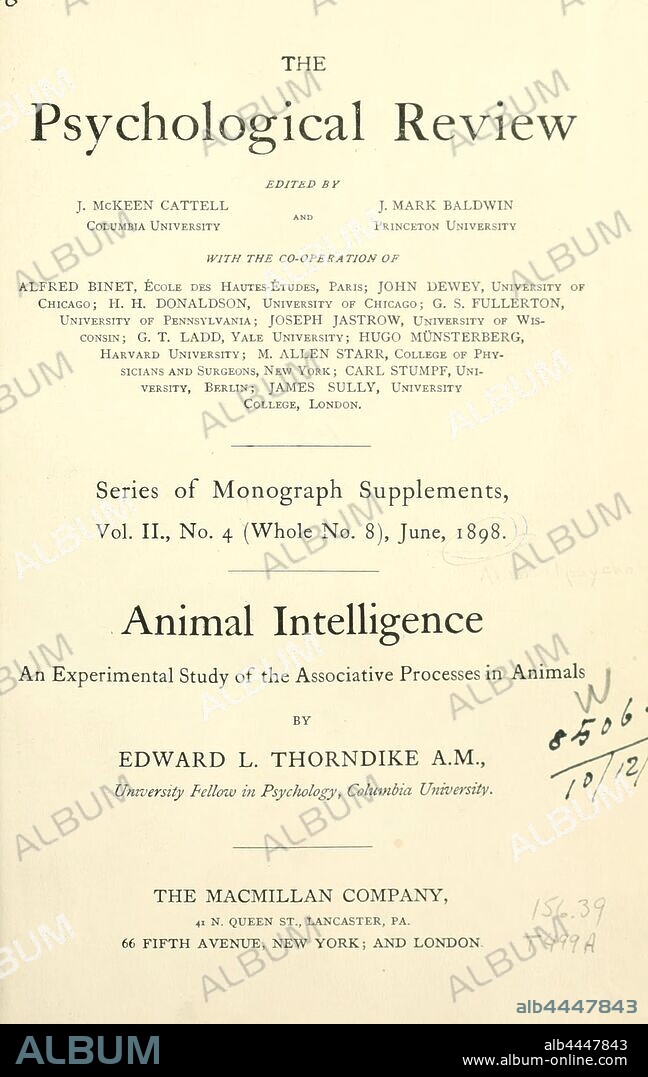 THE
Psychological Review
EDITED BY
J. McKEEN CATTELL
COLUMBIA UNIVERSITY
AND
J. MARK BALDWIN
PRINCETON UNIVERSITY
WITH THE CO-OPERATION OF
ALFRED BINET, ÉCOLE DES HAUTES-ÉTUDES, PARIS; JOHN DEWEY, UNIVERSITY OF
CHICAGO; H. H. DONALDSON, UNIVERSITY OF CHICAGO; G. S. FULLERTON,
UNIVERSITY OF PENNSYLVANIA; JOSEPH JASTROW, UNIVERSITY OF WIS-
CONSIN; G. T. LADD, YALE UNIVERSITY; HUGO MÜNSTERBERG,
HARVARD UNIVERSITY; M. ALLEN STARR, COLLEGE OF PHY-
SICIANS AND SURGEONS, NEW YORK; CARL STUMPF, UNI-
VERSITY, BERLIN; JAMES SULLY, UNIVERSITY
COLLEGE, LONDON.
Series of Monograph Supplements,
Vol. II., No. 4 (Whole No. 8), June, 1898.
Animal Intelligence
An Experimental Study of the Associative Processes in Animals
BY
EDWARD L. THORNDIKE A.M.,
University Fellow in Psychology, Columbia University.
W
8506
10/12/
THE MACMILLAN COMPANY,
41 N. QUEEN ST., LANCASTER, PA.
66 FIFTH AVENUE, NEW YORK; AND LONDON
156.39
T499A
alb4447843
ALBUM
alb4447843
www.album-online.com